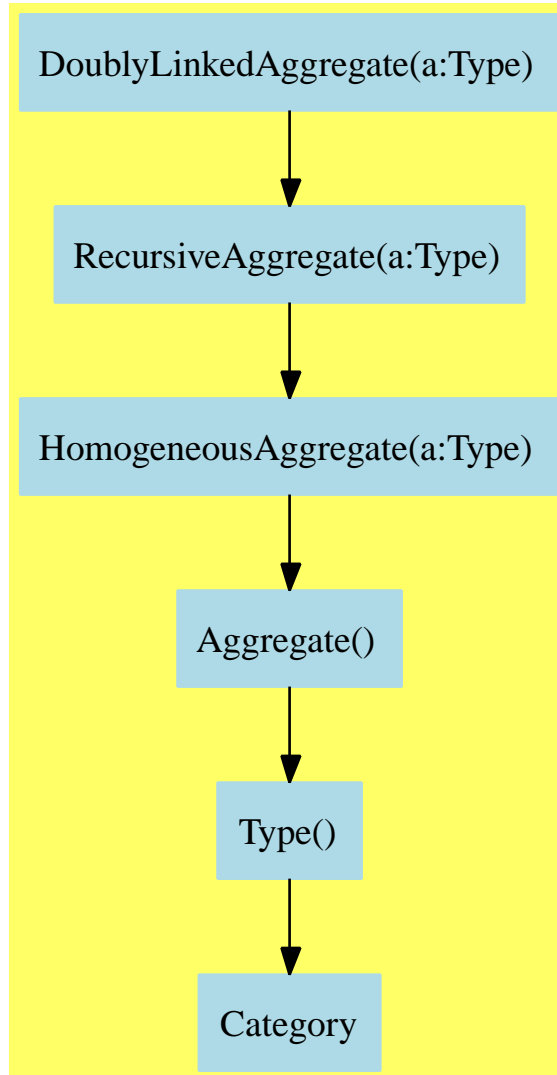 DoublyLinkedAggregate(a:Type)
RecursiveAggregate(a:Type)
HomogeneousAggregate(a:Type)
Aggregate()
Type()
Category